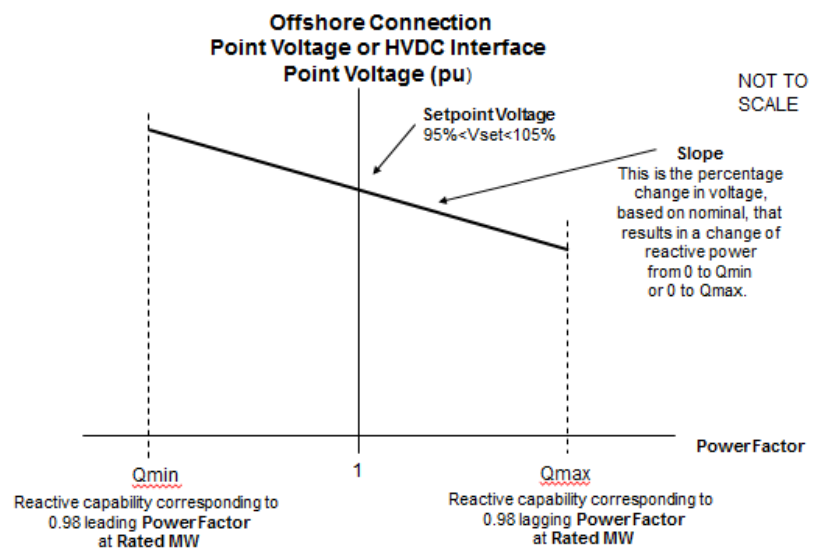 Offshore Connection
Point Voltage or HVDC Interface
Point Voltage (pu)
NOT TO
SCALE
Setpoint Voltage
95%<Vset<105%
Slope
This is the percentage
change in voltage,
based on nominal, that
results in a change of
reactive power
from 0 to Qmin
or 0 to Qmax.
Power Factor
Qmin
1
Qmax
Reactive capability corresponding to
0.98 leading Power Factor
at Rated MW
Reactive capability corresponding to
0.98 lagging Power Factor
at Rated MW